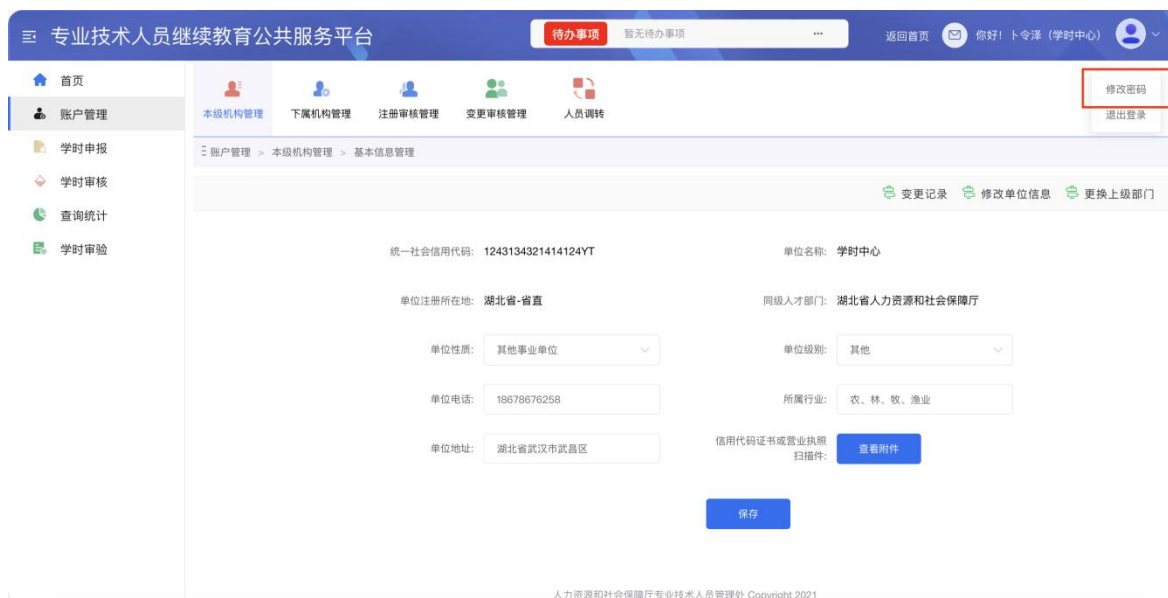 专业技术人员继续教育公共服务平台
待办事项 暂无待办事项 ...
返回首页 你好! 卜令泽 (学时中心)
首页
账户管理
学时申报
学时审核
查询统计
学时审验
本级机构管理 下属机构管理 注册审核管理 变更审核管理 人员调转
修改密码
退出登录
账户管理 > 本级机构管理 > 基本信息管理
变更记录 修改单位信息 更换上级部门
统一社会信用代码: 1243134321414124YT 单位名称: 学时中心
单位注册所在地: 湖北省-省直 同级人才部门: 湖北省人力资源和社会保障厅
单位性质: 其他事业单位 单位级别: 其他
单位电话: 18678676258 所属行业: 农、林、牧、渔业
单位地址: 湖北省武汉市武昌区 信用代码证书或营业执照
扫描件: 查看附件
保存
人力资源和社会保障厅专业技术人员管理处 Copyright 2021